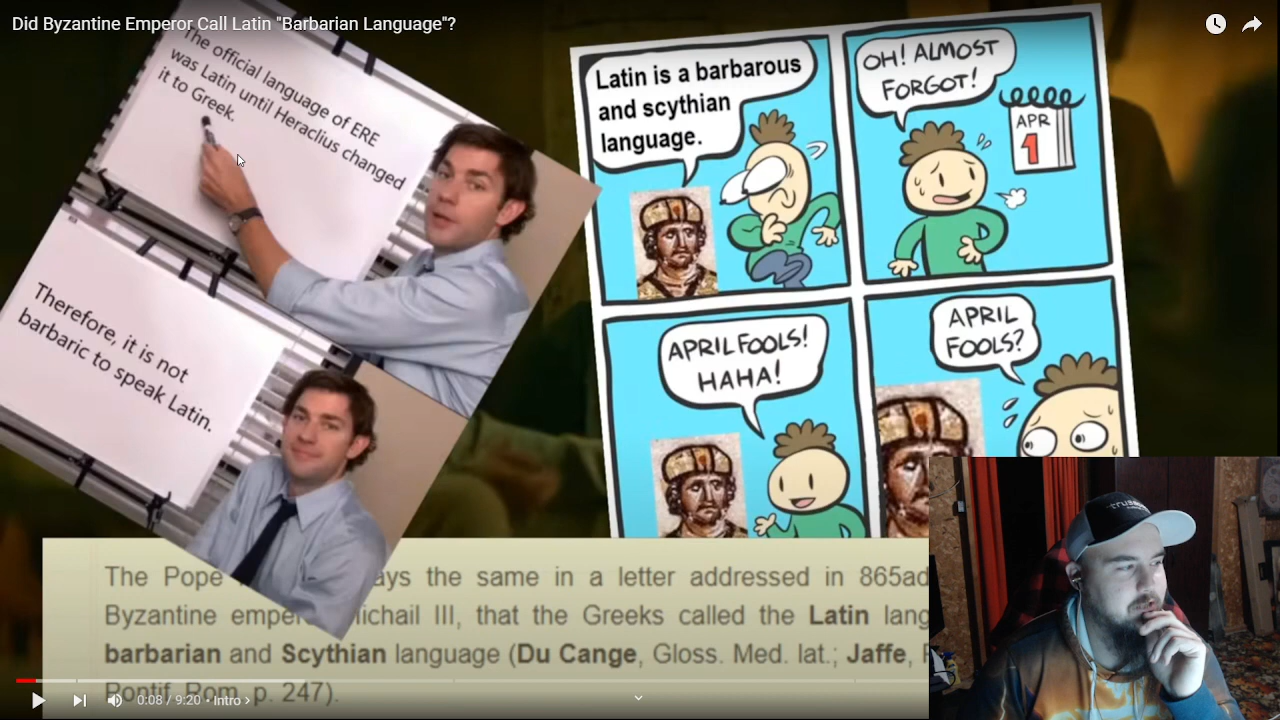 Did Byzantine Emperor Call Latin "Barbarian Language"?
The official language of ERE
was Latin until Heraclius changed
it to Greek.
Therefore, it is not
barbaric to speak Latin.
Latin is a barbarous
and scythian
language.
OH! ALMOST
FORGOT!
APR
1
APRIL FOOLS!
HAHA!
APRIL
FOOLS?
The Pope ays the same in a letter addressed in 865ad
Byzantine empe ichail III, that the Greeks called the Latin lang
barbarian and Scythian language (Du Cange, Gloss. Med. lat.; Jaffe,
Pontif. Rom. p. 247).
0:08 / 9:20 • Intro ›